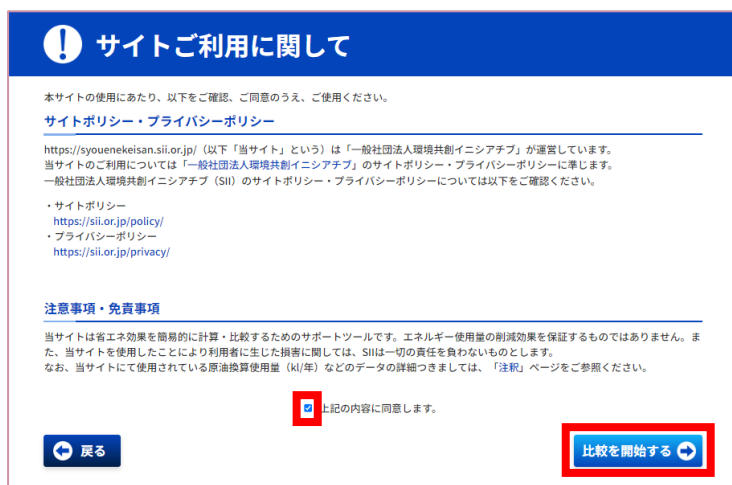 サイトご利用に関して
本サイトの使用にあたり、以下をご確認、ご同意のうえ、ご使用ください。
サイトポリシー・プライバシーポリシー
https://syouenekeisan.sii.or.jp/（以下「当サイト」という）は「一般社団法人環境共創イニシアチブ」が運営しています。
当サイトのご利用については「一般社団法人環境共創イニシアチブ」のサイトポリシー・プライバシーポリシーに準じます。
一般社団法人環境共創イニシアチブ（SII）のサイトポリシー・プライバシーポリシーについては以下をご確認ください。
・サイトポリシー
https://sii.or.jp/policy/
・プライバシーポリシー
https://sii.or.jp/privacy/
注意事項・免責事項
当サイトは省エネ効果を簡易的に計算・比較するためのサポートツールです。エネルギー使用量の削減効果を保証するものではありません。ま
た、当サイトを使用したことにより利用者に生じた損害に関しては、SIIは一切の責任を負わないものとします。
なお、当サイトにて使用されている原油換算使用量（kl/年）などのデータの詳細つきましては、「注釈」ページをご参照ください。
上記の内容に同意します。
戻る
比較を開始する